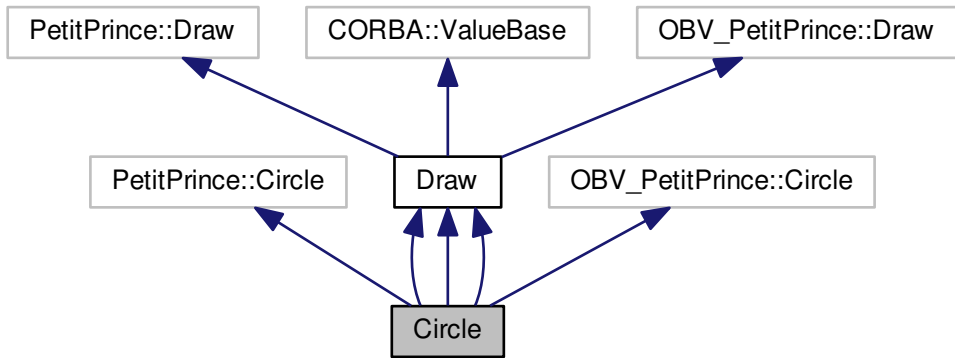 PetitPrince::Draw
CORBA::ValueBase
OBV_PetitPrince::Draw
PetitPrince::Circle
Draw
OBV_PetitPrince::Circle
Circle